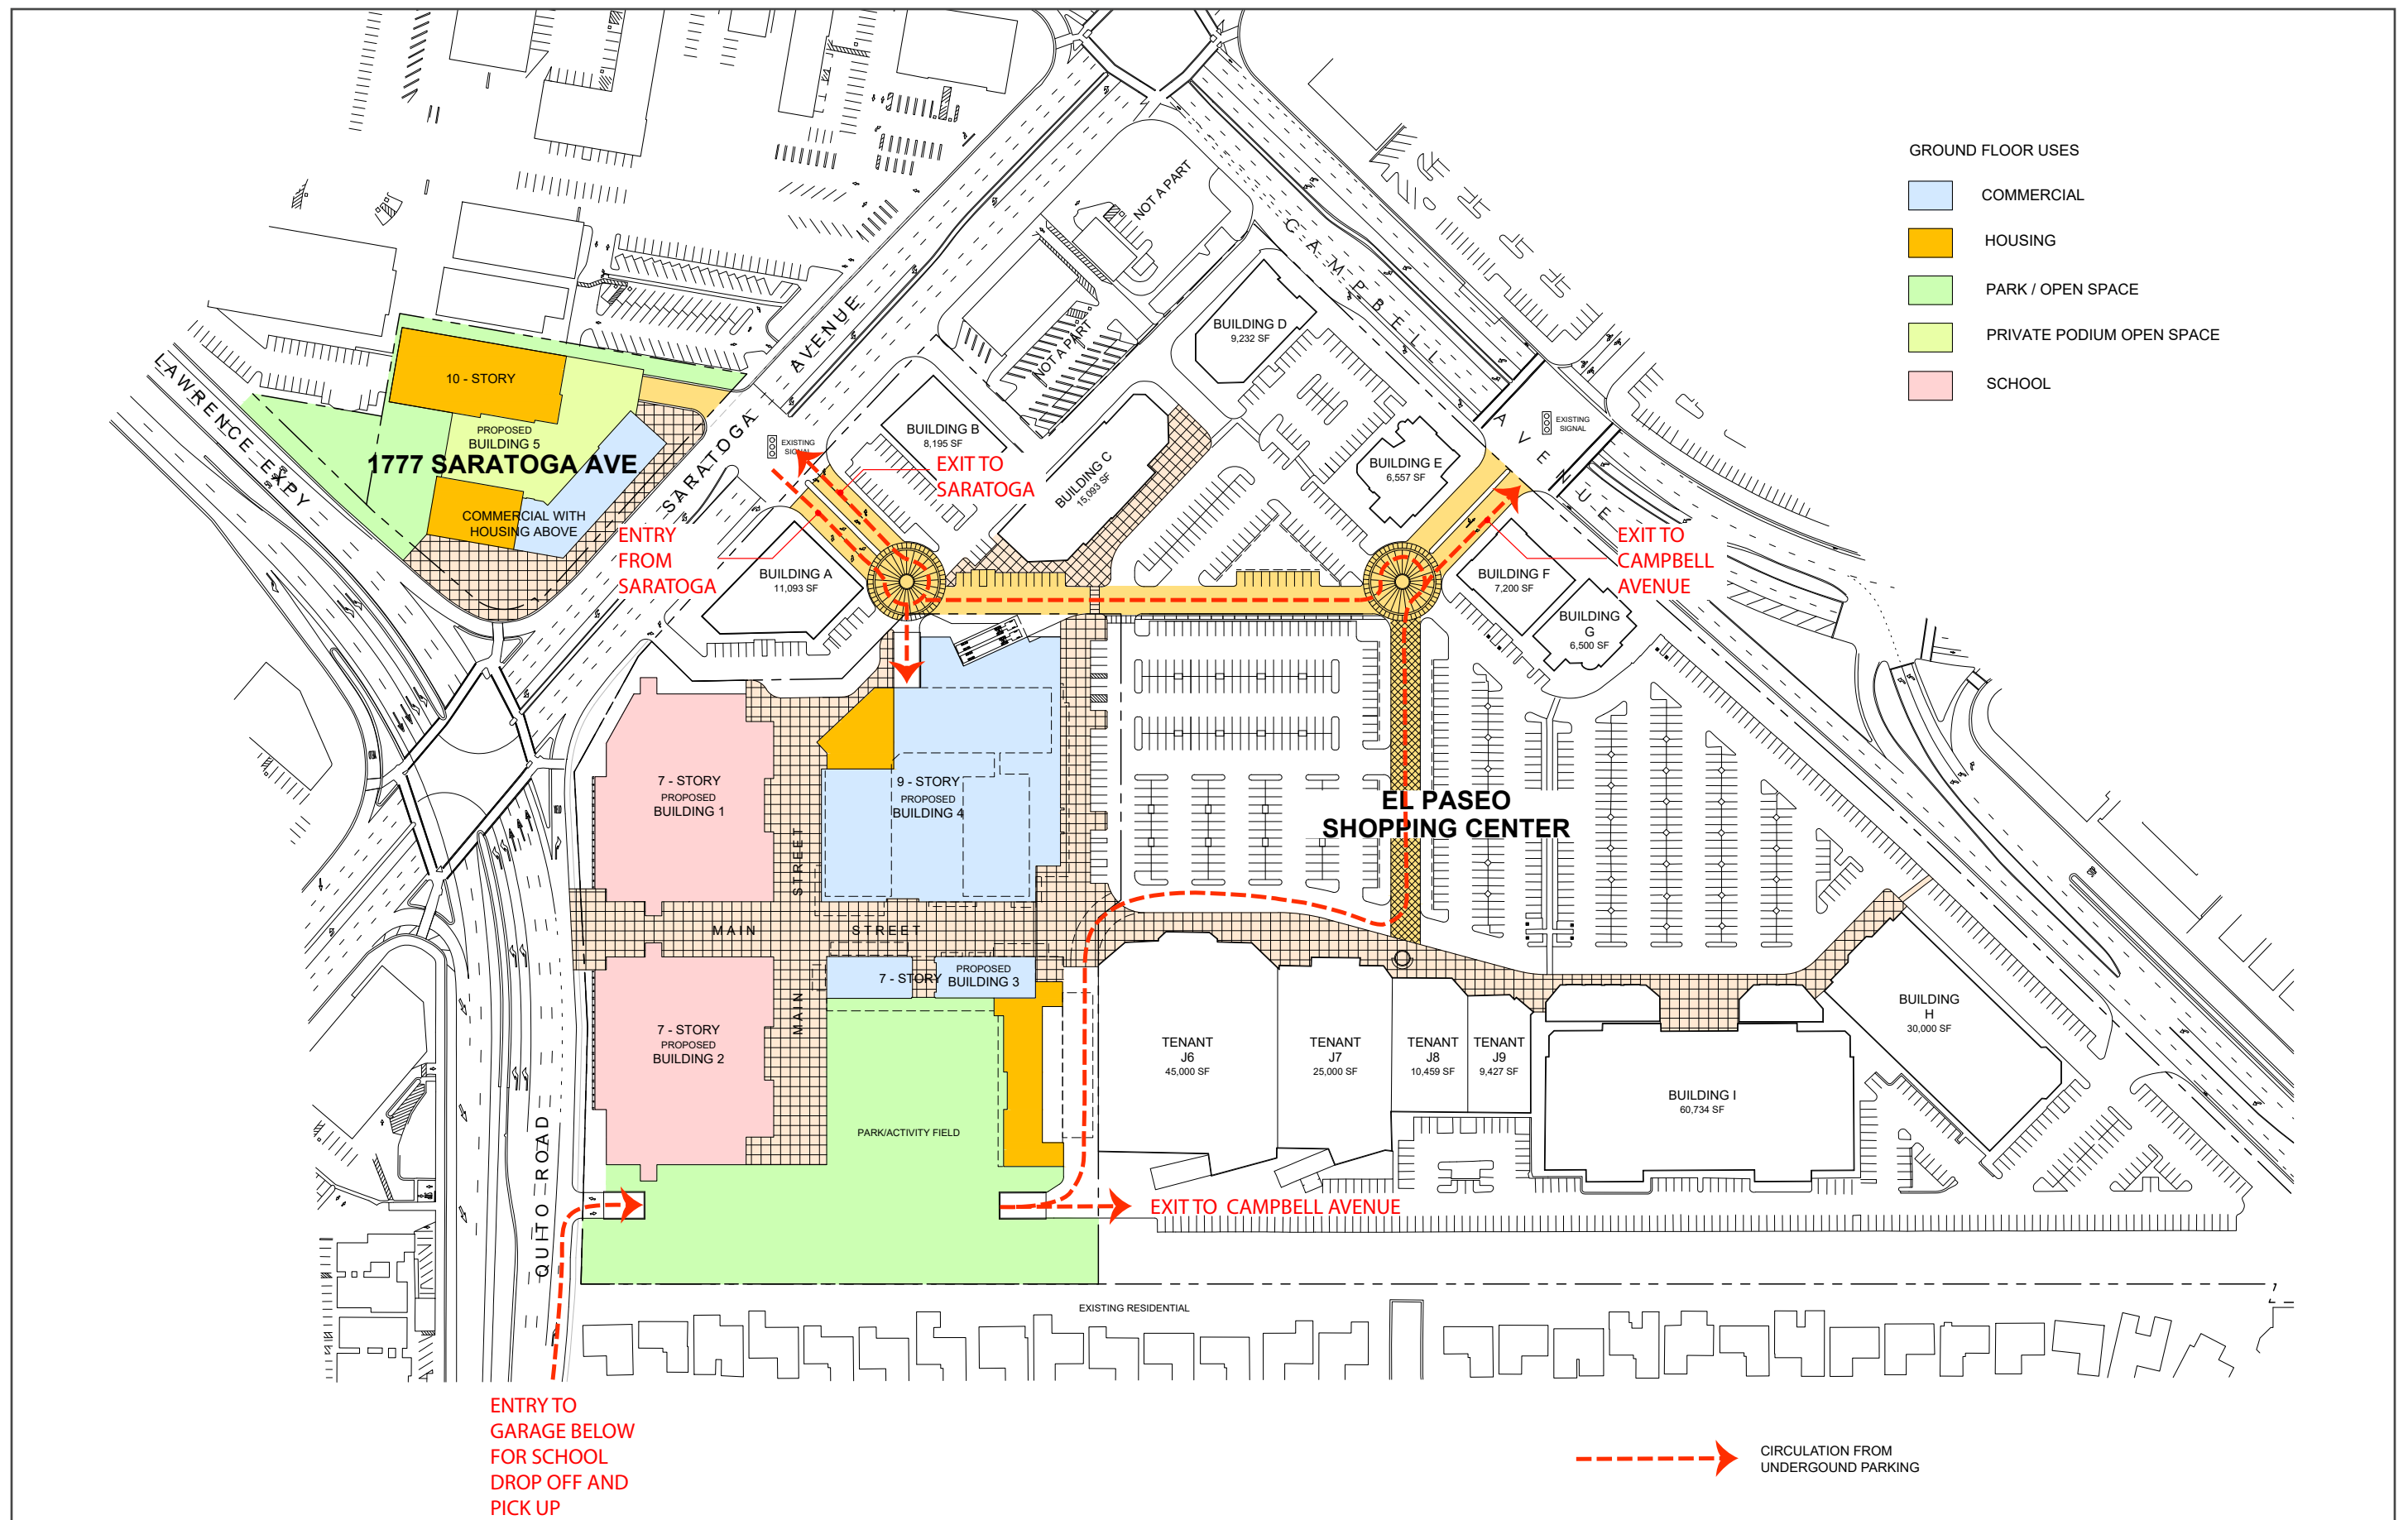 GROUND FLOOR USES
COMMERCIAL
HOUSING
PARK / OPEN SPACE
PRIVATE PODIUM OPEN SPACE
SCHOOL
NOT A PART
NOT A PART
CAMPBELL
AVENUE
SARATOGA
AVENUE
LAWRENCE EXPY
QUITO ROAD
BUILDING D
9,232 SF
10 - STORY
PROPOSED
BUILDING 5
1777 SARATOGA AVE
COMMERCIAL WITH
HOUSING ABOVE
EXISTING
SIGNAL
BUILDING B
8,195 SF
EXIT TO
SARATOGA
BUILDING C
15,093 SF
BUILDING E
6,557 SF
EXISTING
SIGNAL
ENTRY
FROM
SARATOGA
BUILDING A
11,093 SF
BUILDING F
7,200 SF
EXIT TO
CAMPBELL
AVENUE
BUILDING
G
6,500 SF
7 - STORY
PROPOSED
BUILDING 1
9 - STORY
PROPOSED
BUILDING 4
EL PASEO
SHOPPING CENTER
STREET
MAIN
MAIN STREET
7 - STORY
PROPOSED
BUILDING 3
7 - STORY
PROPOSED
BUILDING 2
TENANT
J6
45,000 SF
TENANT
J7
25,000 SF
TENANT
J8
10,459 SF
TENANT
J9
9,427 SF
BUILDING I
60,734 SF
BUILDING
H
30,000 SF
PARK/ACTIVITY FIELD
EXIT TO CAMPBELL AVENUE
EXISTING RESIDENTIAL
ENTRY TO
GARAGE BELOW
FOR SCHOOL
DROP OFF AND
PICK UP
CIRCULATION FROM
UNDERGOUND PARKING